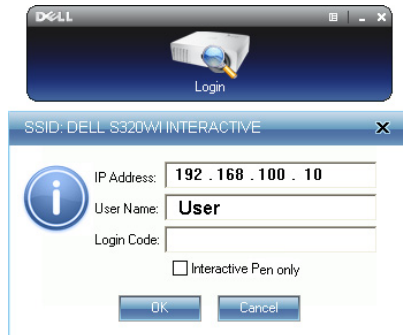 DELL
Login
SSID: DELL S320WI INTERACTIVE
IP Address: 192 . 168 . 100 . 10
User Name: User
Login Code:
Interactive Pen only
OK Cancel